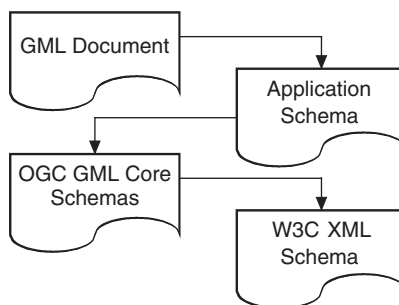 GML Document
Application
Schema
OGC GML Core
Schemas
W3C XML
Schema